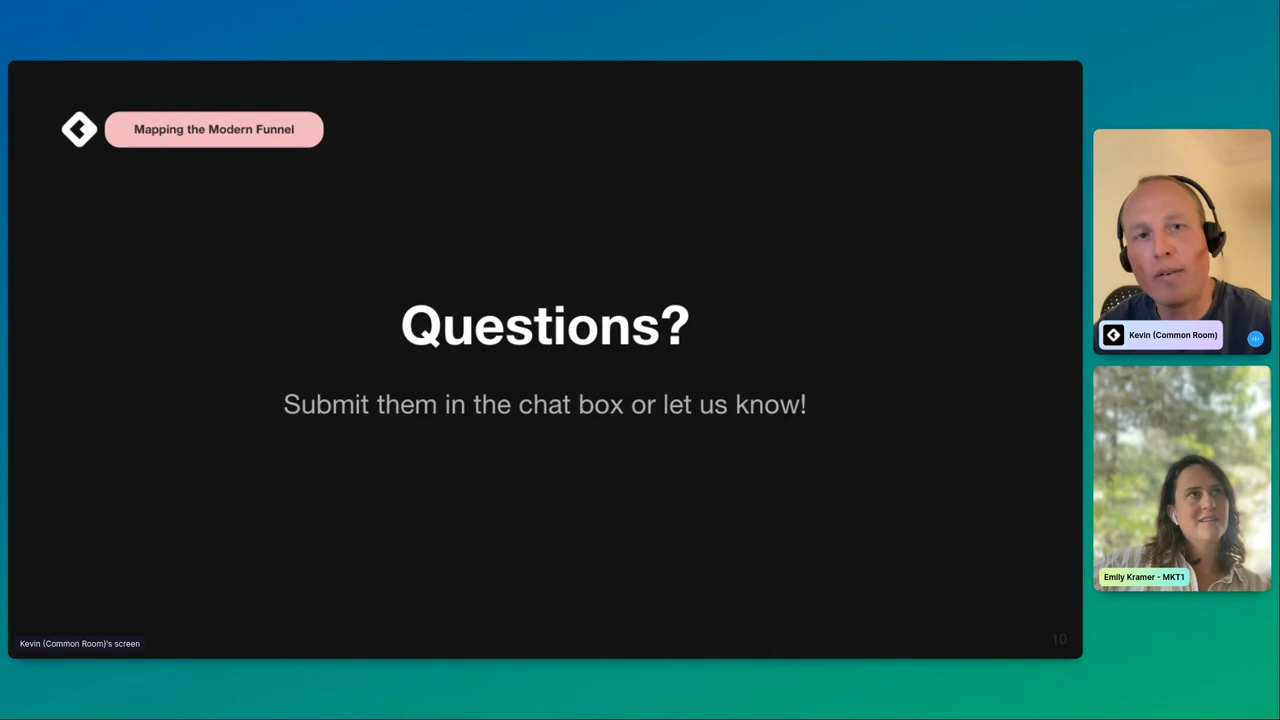 Mapping the Modern Funnel
Questions?
Submit them in the chat box or let us know!
Kevin (Common Room)'s screen
10
Kevin (Common Room)
Emily Kramer - MKT1